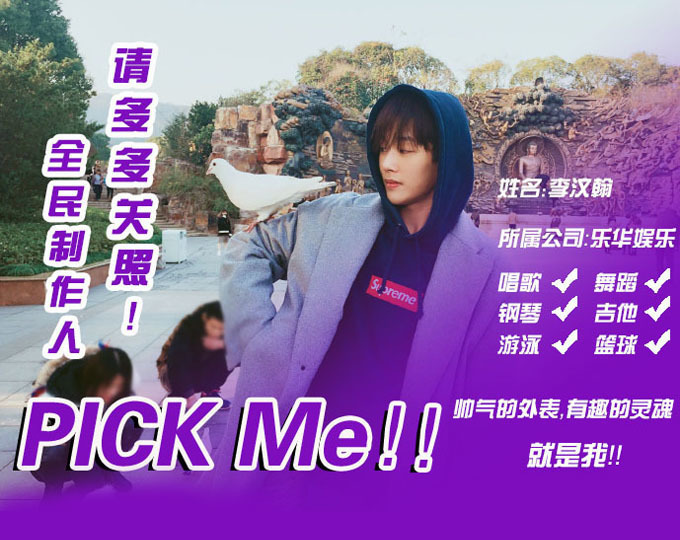 全民制作人
请多多关照!
Supreme
姓名:李汉翰
所属公司:乐华娱乐
唱歌 舞蹈
钢琴 吉他
游泳 篮球
帅气的外表,有趣的灵魂
就是我!!
PICK Me!!